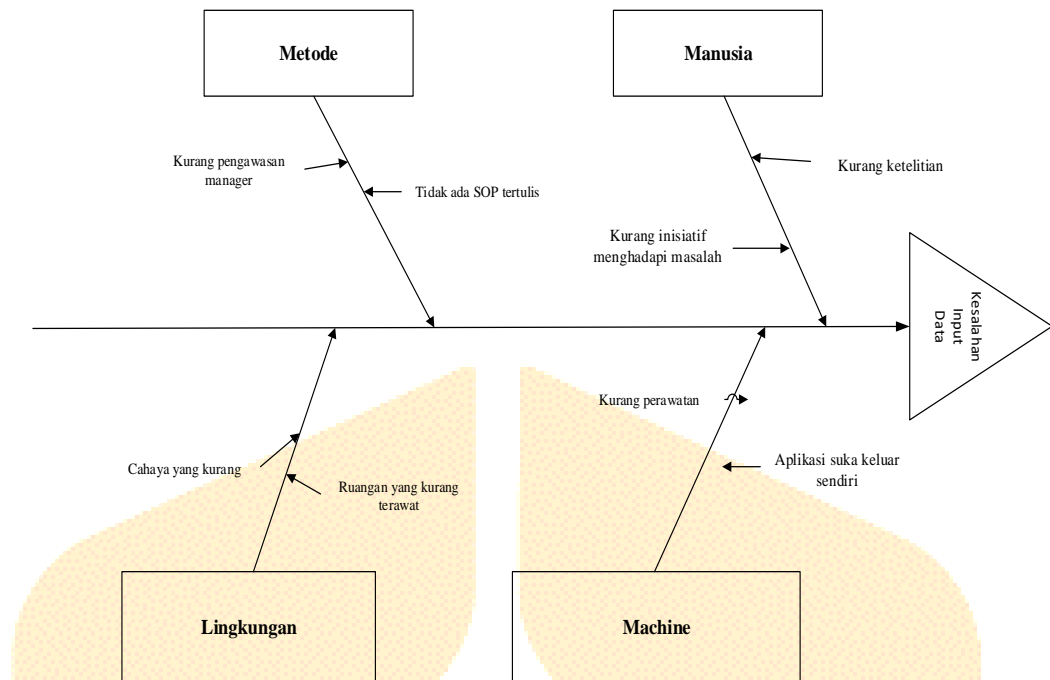 Metode
Manusia
Kurang pengawasan
manager
Tidak ada SOP tertulis
Kurang ketelitian
Kurang inisiatif
menghadapi masalah
Kesalahan
Input
Data
Kurang perawatan
Cahaya yang kurang
Ruangan yang kurang
terawat
Aplikasi suka keluar
sendiri
Lingkungan
Machine